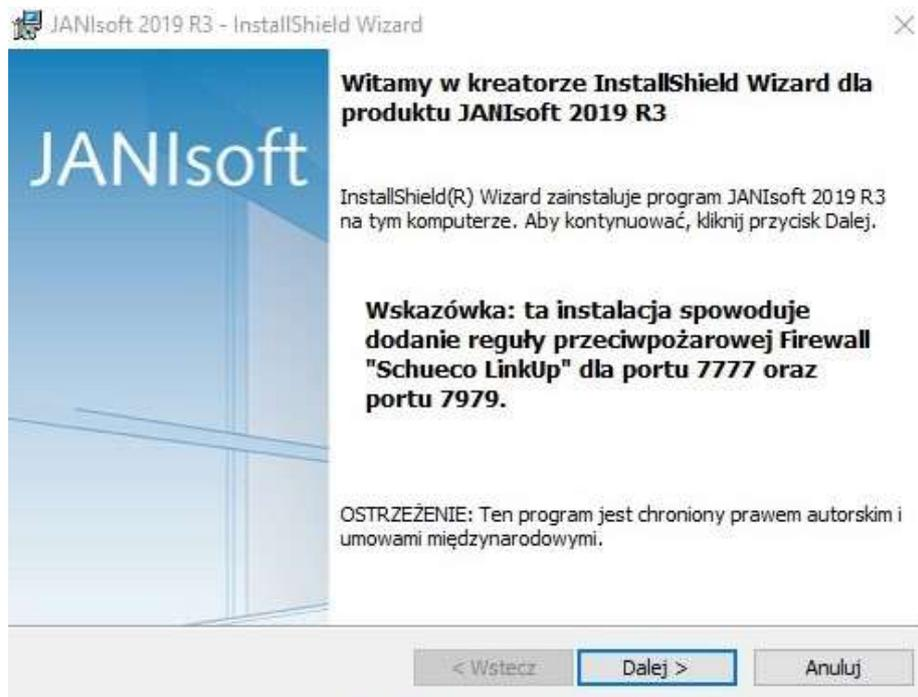 JANIsoft 2019 R3 - InstallShield Wizard
JANIsoft
Witamy w kreatorze InstallShield Wizard dla
produktu JANIsoft 2019 R3
InstallShield(R) Wizard zainstaluje program JANIsoft 2019 R3
na tym komputerze. Aby kontynuować, kliknij przycisk Dalej.
Wskazówka: ta instalacja spowoduje
dodanie reguły przeciwpożarowej Firewall
"Schueco LinkUp" dla portu 7777 oraz
portu 7979.
OSTRZEŻENIE: Ten program jest chroniony prawem autorskim i
umowami międzynarodowymi.
< Wstecz
Dalej >
Anuluj